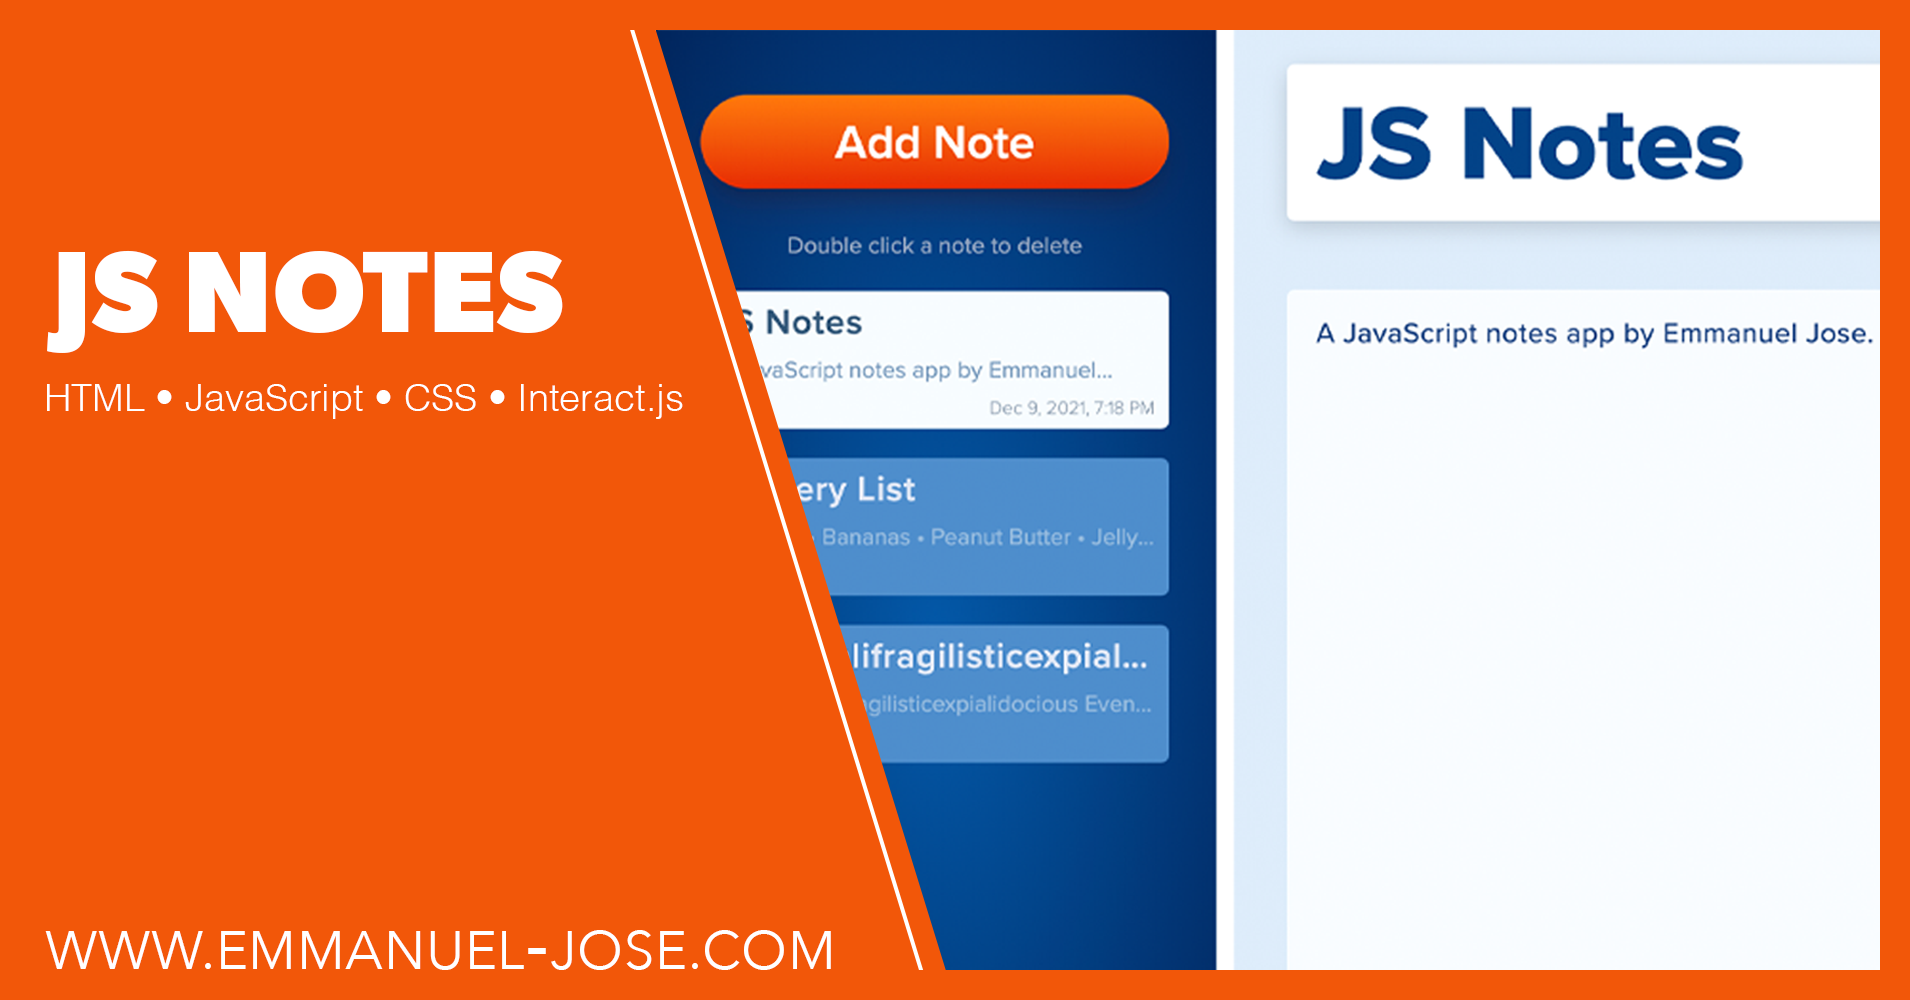 JS NOTES
HTML • JavaScript • CSS • Interact.js
WWW.EMMANUEL-JOSE.COM
Add Note
Double click a note to delete
S Notes
vaScript notes app by Emmanuel...
Dec 9, 2021, 7:18 PM
ery List
Bananas • Peanut Butter • Jelly...
lifragilisticexpial...
gilisticexpialidocious Even...
JS Notes
A JavaScript notes app by Emmanuel Jose.